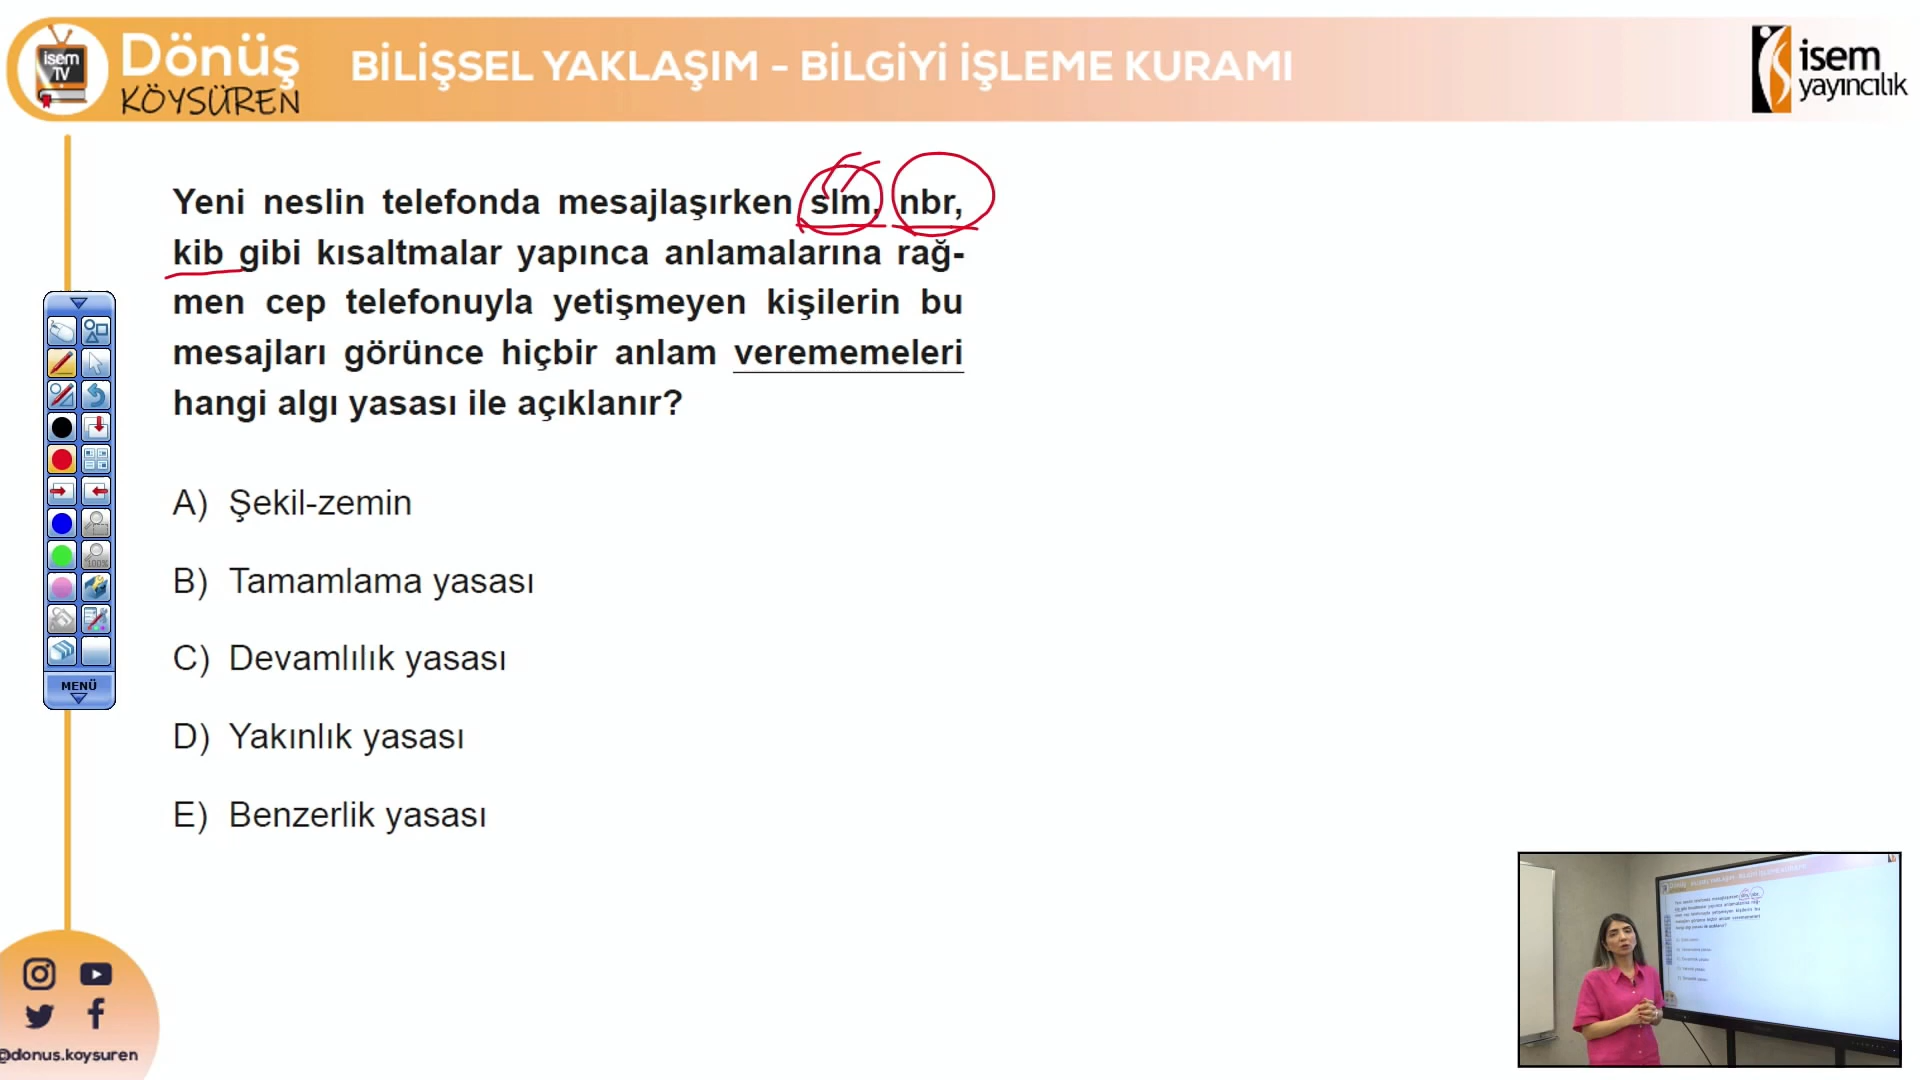 isem
TV
Dönüş
KÖYSÜREN
BİLİŞSEL YAKLAŞIM - BİLGİYİ İŞLEME KURAMI
isem
yayıncılık
Yeni neslin telefonda mesajlaşırken slm, nbr,
kib gibi kısaltmalar yapınca anlamalarına rağ-
men cep telefonuyla yetişmeyen kişilerin bu
mesajları görünce hiçbir anlam verememeleri
hangi algı yasası ile açıklanır?
A) Şekil-zemin
B) Tamamlama yasası
C) Devamlılık yasası
D) Yakınlık yasası
E) Benzerlik yasası
100%
MENÜ
@donus.koysuren